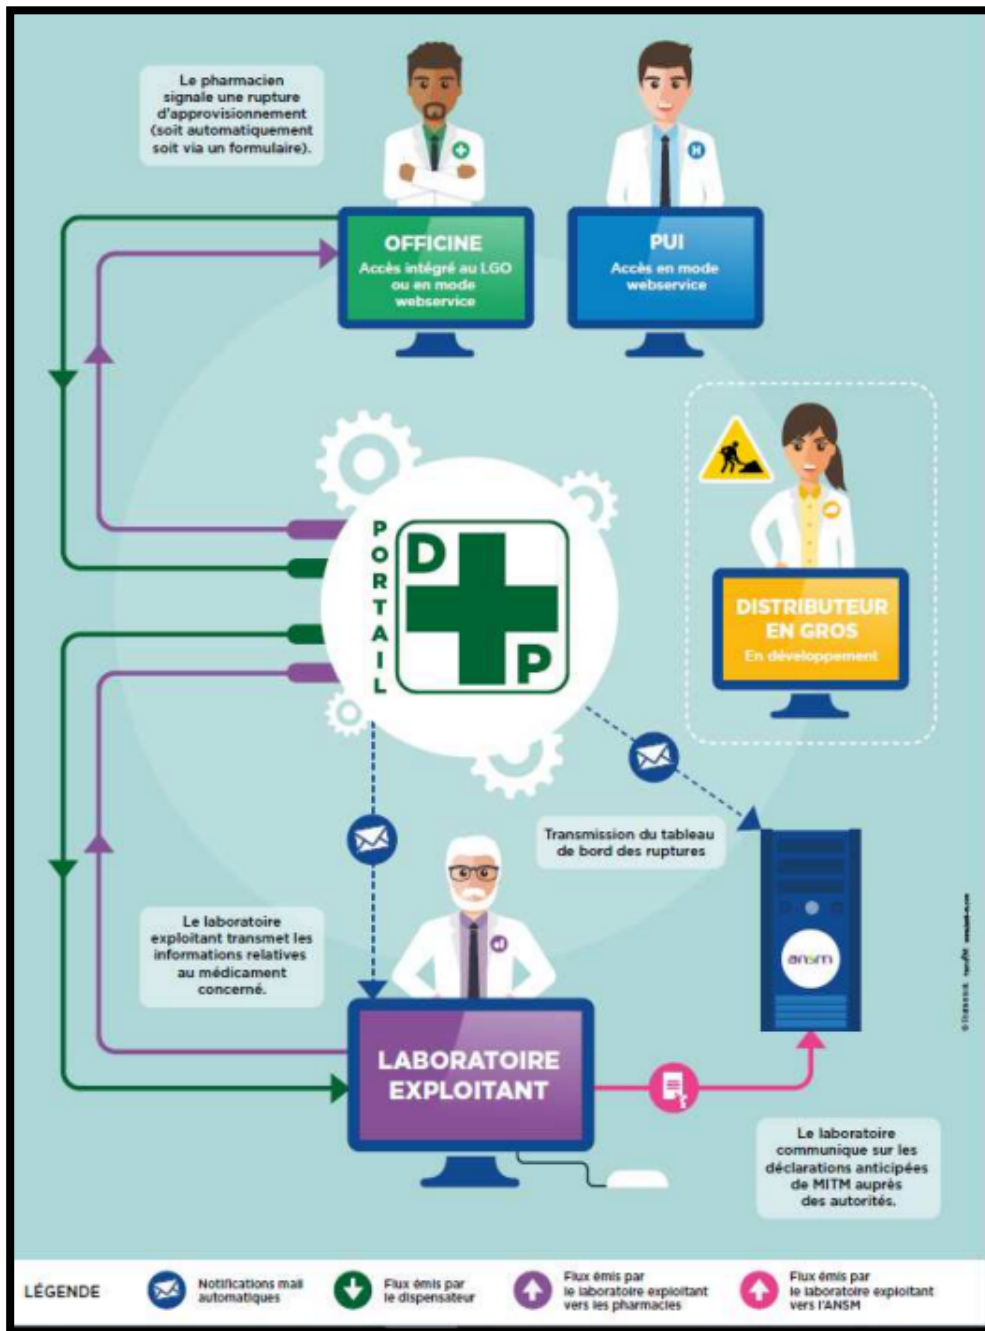 Le pharmacien
signale une rupture
d'approvisionnement
(soit automatiquement
soit via un formulaire).
H
OFFICINE
Accès intégré au LGO
ou en mode
webservice
PUI
Accès en mode
webservice
PORTAIL
D
P
DISTRIBUTEUR
EN GROS
En développement
Transmission du tableau
de bord des ruptures
Le laboratoire
exploitant transmet les
informations relatives
au médicament
concerné.
ansm
LABORATOIRE
EXPLOITANT
Le laboratoire
communique sur les
déclarations anticipées
de MITM auprès
des autorités.
LÉGENDE
Notifications mail
automatiques
Flux émis par
le dispensateur
Flux émis par
le laboratoire exploitant
vers les pharmacies
Flux émis par
le laboratoire exploitant
vers l'ANSM